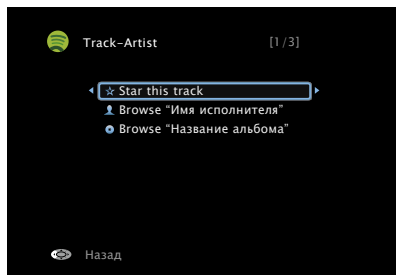 Track-Artist [1/3]
☆ Star this track
Browse “Имя исполнителя”
Browse “Название альбома”
Назад